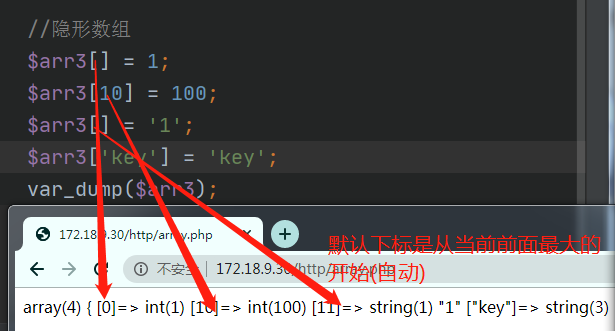 //隐形数组
$arr3[] = 1;
$arr3[10] = 100;
$arr3[] = '1';
$arr3['key'] = 'key';
var_dump($arr3);
172.18.9.30/http/array.php
不安全 | 172.18.9.30/http/array.php
默认下标是从当前前面最大的
开始(自动)
array(4) { [0]=> int(1) [10]=> int(100) [11]=> string(1) "1" ["key"]=> string(3)